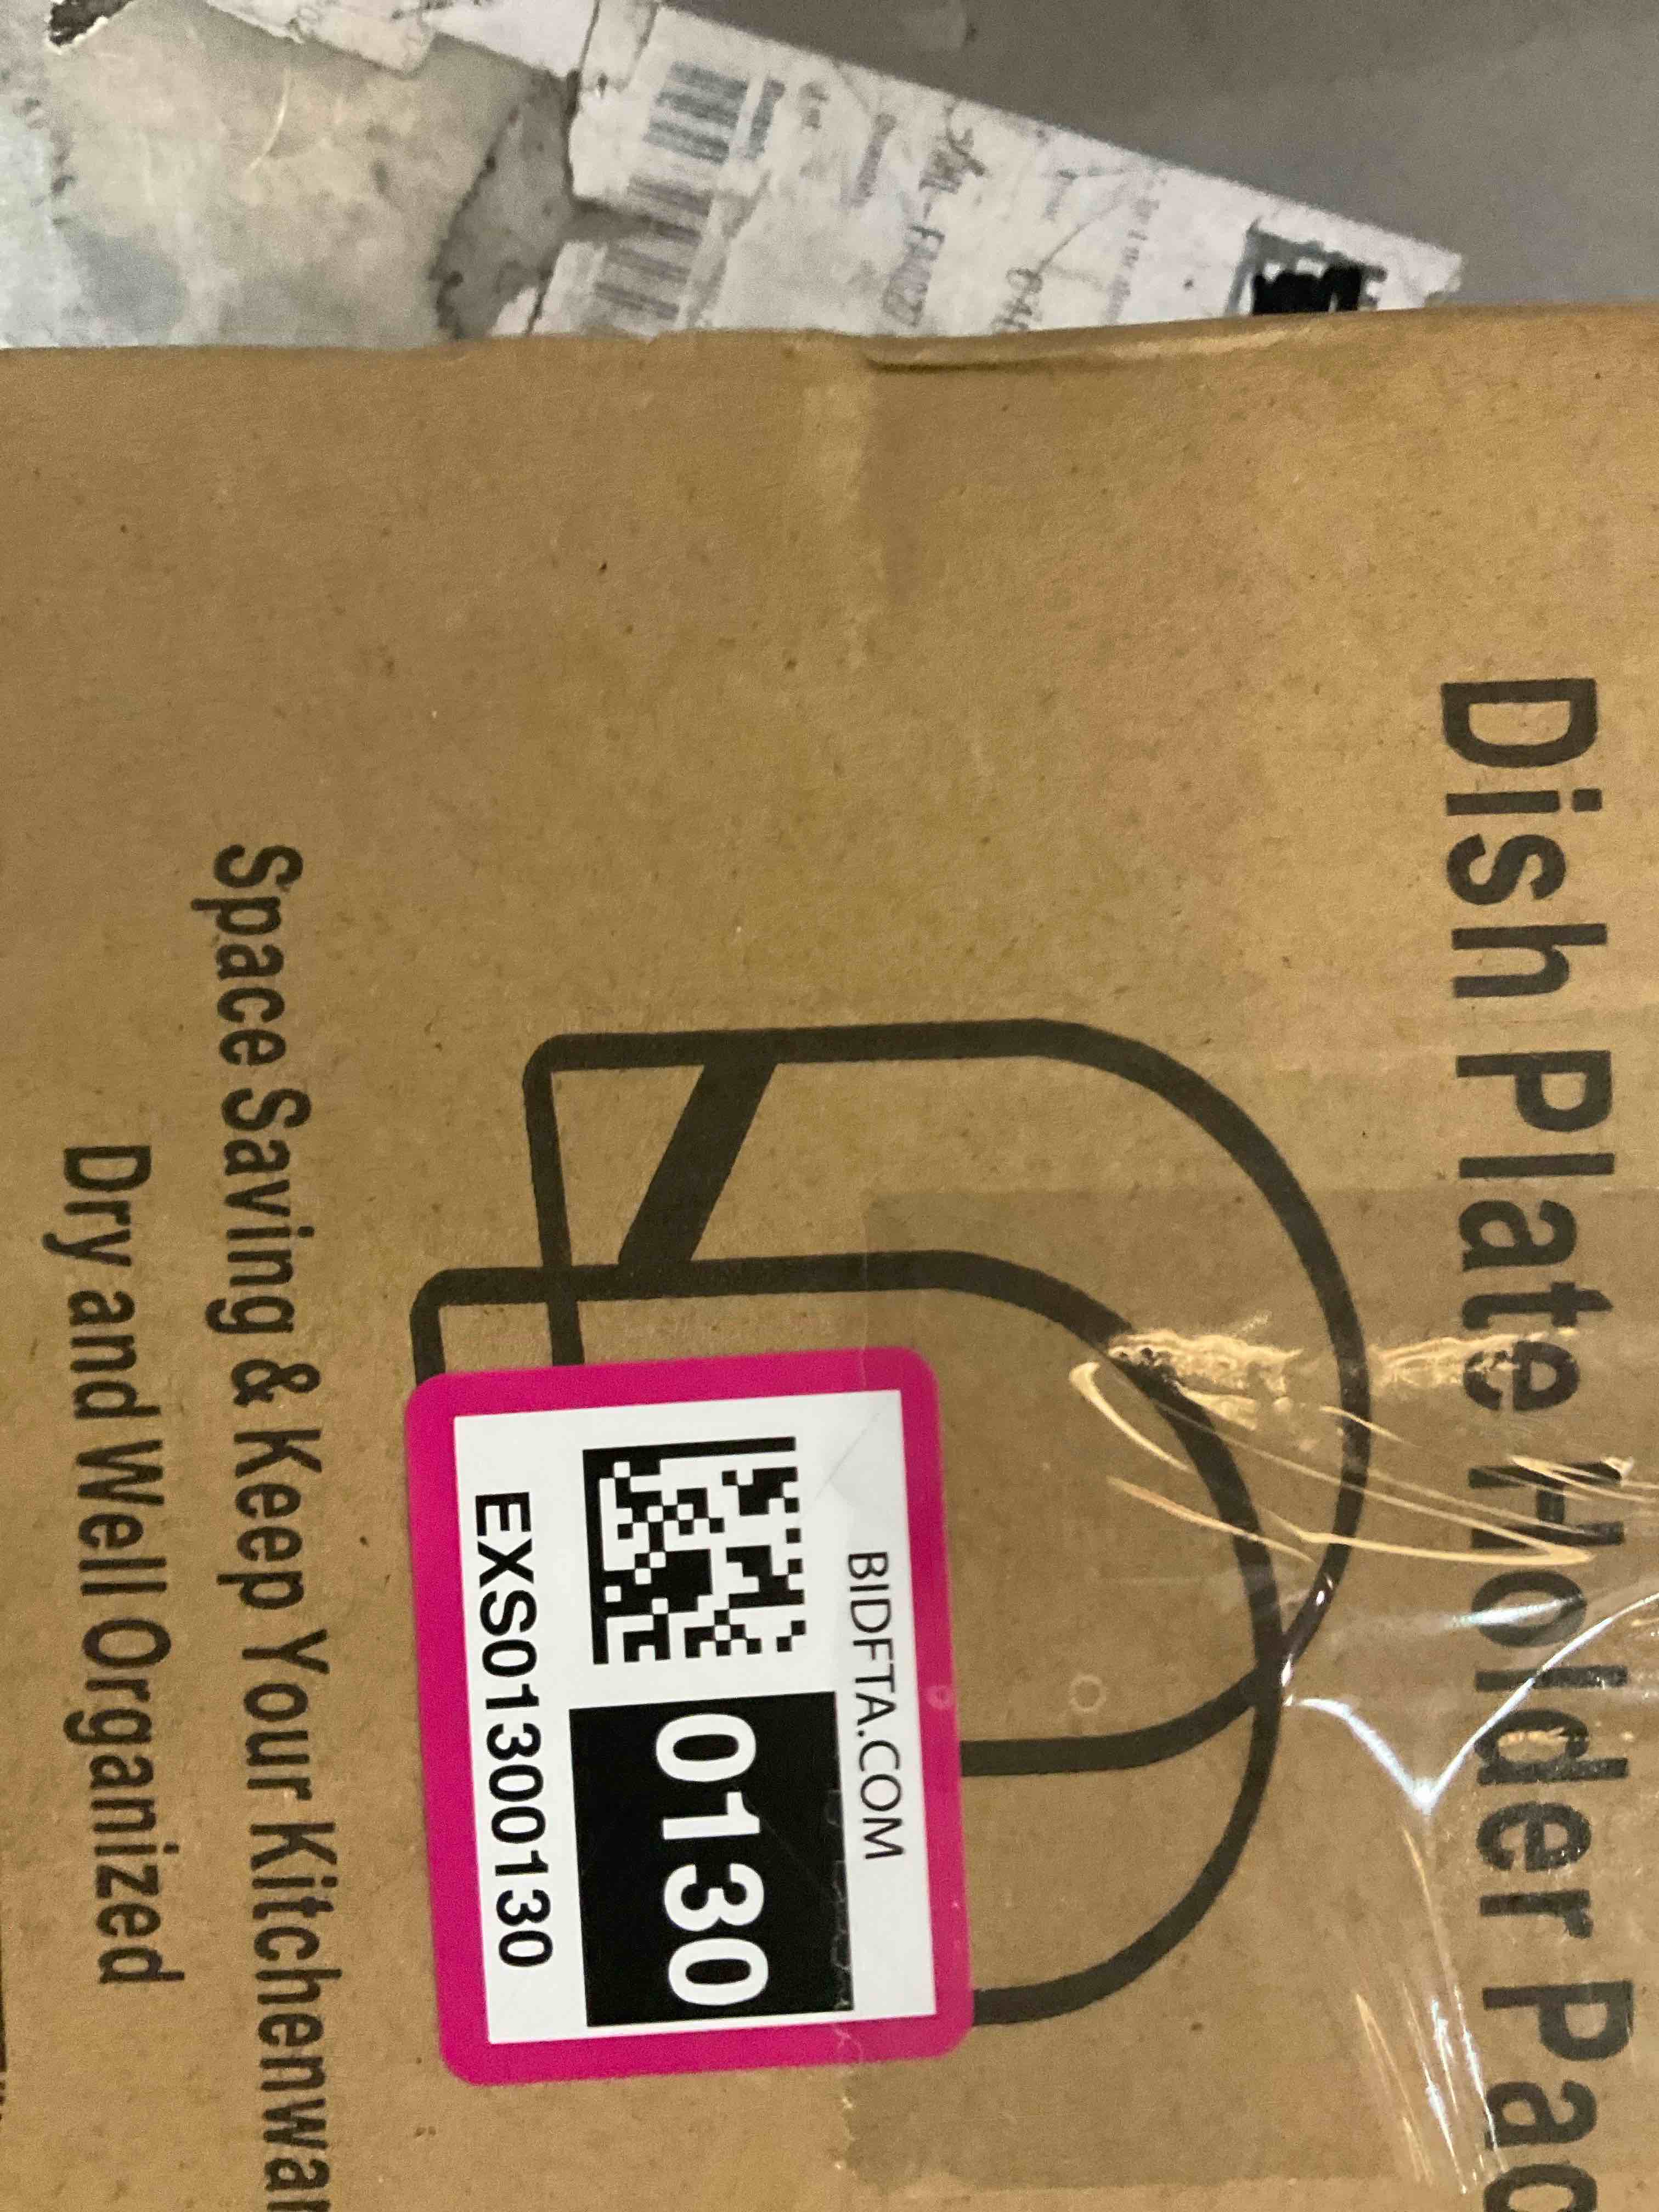 Dish Plate Holder Pac
BIDFTA.COM
0130
EXS01300130
Space Saving & Keep Your Kitchenwar
Dry and Well Organized